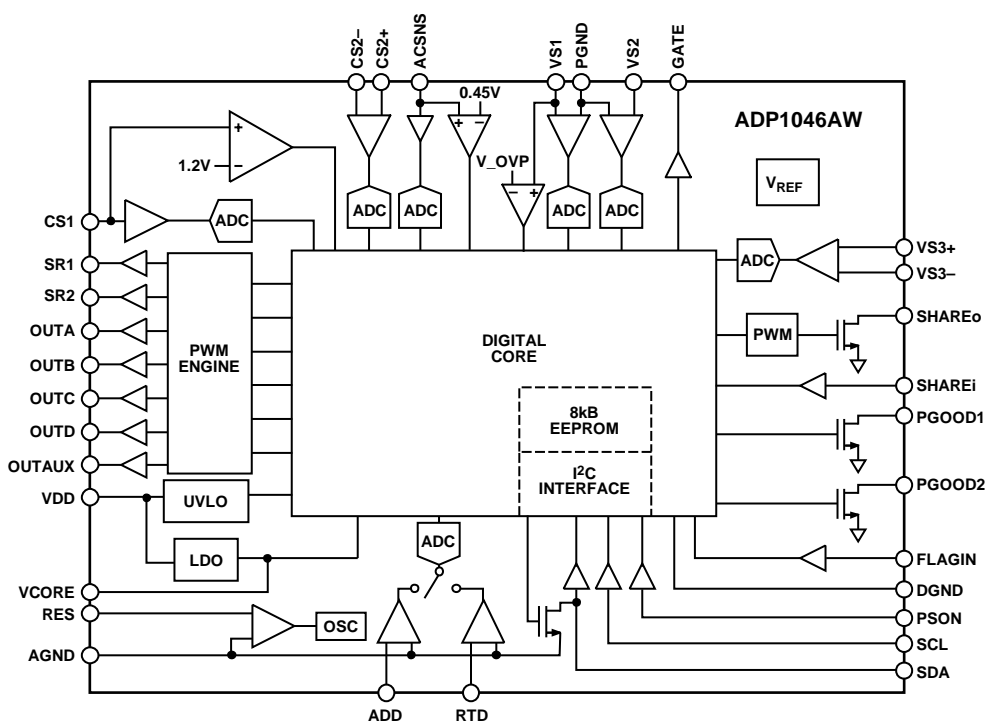 CS2–
CS2+
ACSNS
VS1
PGND
VS2
GATE
ADP1046AW
0.45V
+
–
+
–
1.2V
V_OVP
–
+
VREF
ADC
ADC
ADC
ADC
CS1
ADC
ADC
VS3+
VS3–
SR1
SR2
OUTA
OUTB
OUTC
OUTD
OUTAUX
PWM
ENGINE
DIGITAL
CORE
PWM
SHAREo
SHAREi
8kB
EEPROM
PGOOD1
I2C
INTERFACE
PGOOD2
VDD
UVLO
ADC
LDO
FLAGIN
VCORE
DGND
RES
OSC
PSON
SCL
AGND
SDA
ADD
RTD